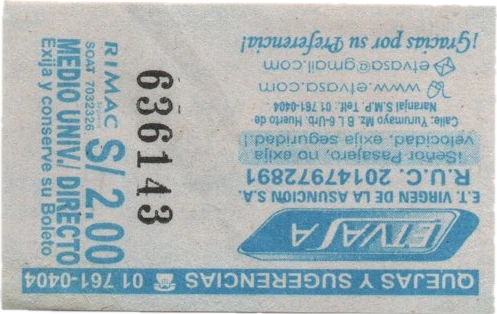 QUEJAS Y SUGERENCIAS 01 761-0404
ETVASA
E.T. VIRGEN DE LA ASUNCIÓN S.A.
R.U.C. 20147972891
¡Señor Pasajero, no exija
velocidad, exija seguridad.!
Calle: Yurumayo Mz. B L-6-Urb Huerto de
Naranjal S.M.P. Telf.: 01 761-0404
www.etvasa.com
etvasa@gmail.com
¡Gracias por su Preferencia!
636143
RIMAC
SOAT 7032326
S/2.00
MEDIO UNIV./ DIRECTO
Exija y conserve su Boleto